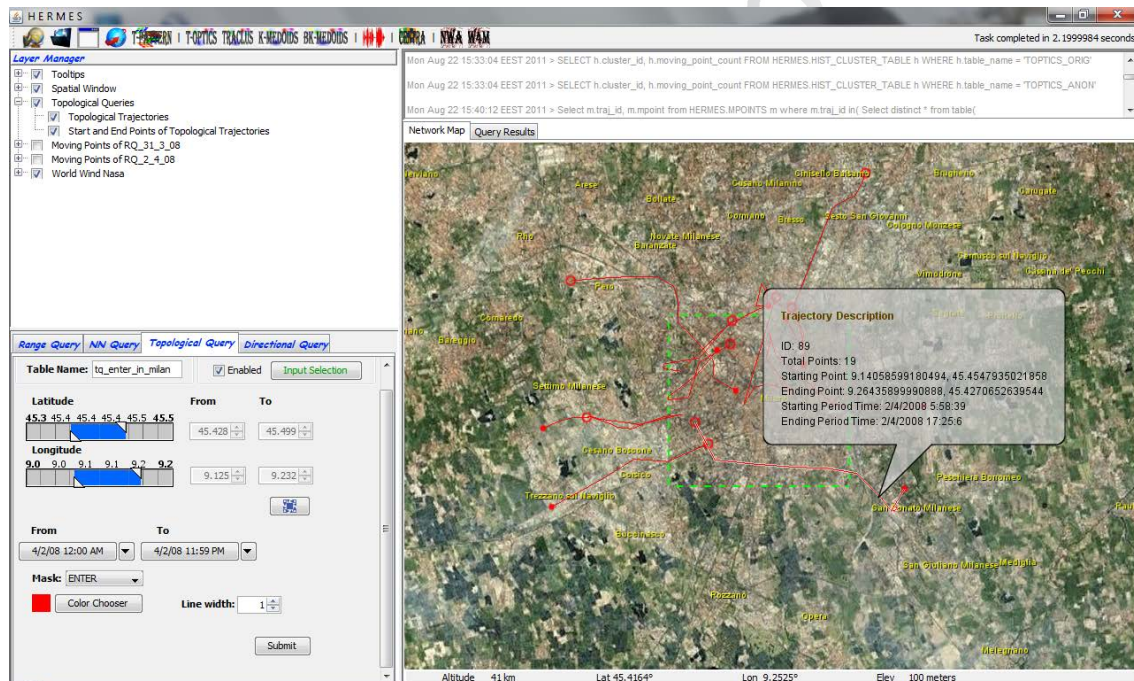 HERMES
T-OPTICS TRACLUS K-MEDOIDS BK-MEDOIDS NWA W4M
Task completed in 2.1999984 seconds
Layer Manager
Tooltips
Spatial Window
Topological Queries
Topological Trajectories
Start and End Points of Topological Trajectories
Moving Points of RQ_31_3_08
Moving Points of RQ_2_4_08
World Wind Nasa
Mon Aug 22 15:33:04 EEST 2011 > SELECT h.cluster_id, h.moving_point_count FROM HERMES.HIST_CLUSTER_TABLE h WHERE h.table_name = 'TOPTICS_ORIG'
Mon Aug 22 15:33:04 EEST 2011 > SELECT h.cluster_id, h.moving_point_count FROM HERMES.HIST_CLUSTER_TABLE h WHERE h.table_name = 'TOPTICS_ANON'
Mon Aug 22 15:40:12 EEST 2011 > Select m.traj_id, m.mpoint from HERMES.MPOINTS m where m.traj_id in( Select distinct * from table(
Network Map Query Results
Range Query NN Query Topological Query Directional Query
Table Name: tq_enter_in_milan Enabled Input Selection
Latitude From To
45.3 45.4 45.4 45.4 45.5 45.5
45.428 45.499
Longitude
9.0 9.0 9.1 9.1 9.2 9.2
9.125 9.232
From To
4/2/08 12:00 AM 4/2/08 11:59 PM
Mask: ENTER
Color Chooser Line width: 1
Submit
Cinisello Balsamo
Brugherio
Arese
Cusano Milanino
Carugate
Bollate
Cormano
Bresso
Sesto San Giovanni
Cologno Monzese
Rho
Novate Milanese
Baranzate
Cernusco sul Naviglio
Vimodrone
Cassina de' Pecchi
Pero
Cornaredo
Bareggio
Settimo Milanese
Trajectory Description
ID: 89
Total Points: 19
Starting Point: 9.14058599180494, 45.4547935021858
Ending Point: 9.26435899990888, 45.4270652639544
Starting Period Time: 2/4/2008 5:58:39
Ending Period Time: 2/4/2008 17:25:6
Cesano Boscone
Corsico
Peschiera Borromeo
Trezzano sul Naviglio
San Donato Milanese
Buccinasco
San Giuliano Milanese
Mediglia
Rozzano
Opera
Melegnano
Altitude 41 km Lat 45.4164° Lon 9.2525° Elev 100 meters